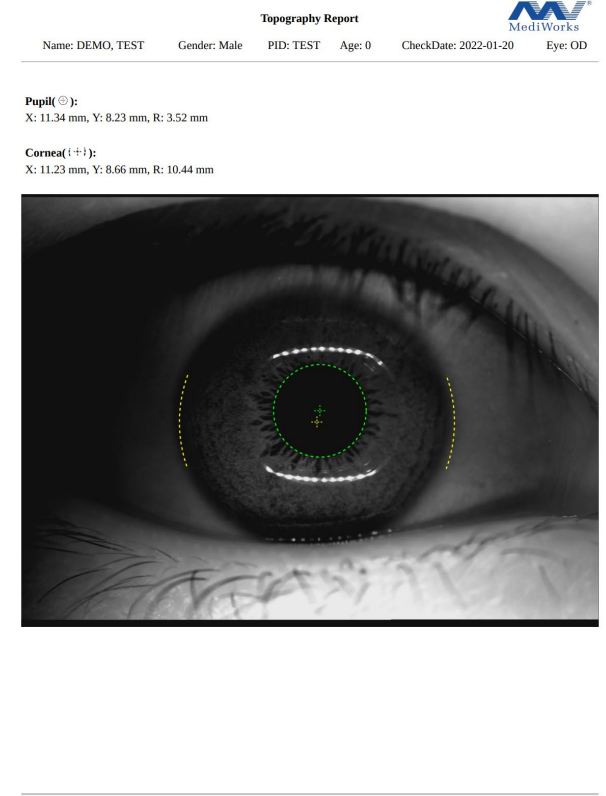 Topography Report
MediWorks®
Name: DEMO, TEST Gender: Male PID: TEST Age: 0 CheckDate: 2022-01-20 Eye: OD
Pupil( ):
X: 11.34 mm, Y: 8.23 mm, R: 3.52 mm
Cornea( ):
X: 11.23 mm, Y: 8.66 mm, R: 10.44 mm